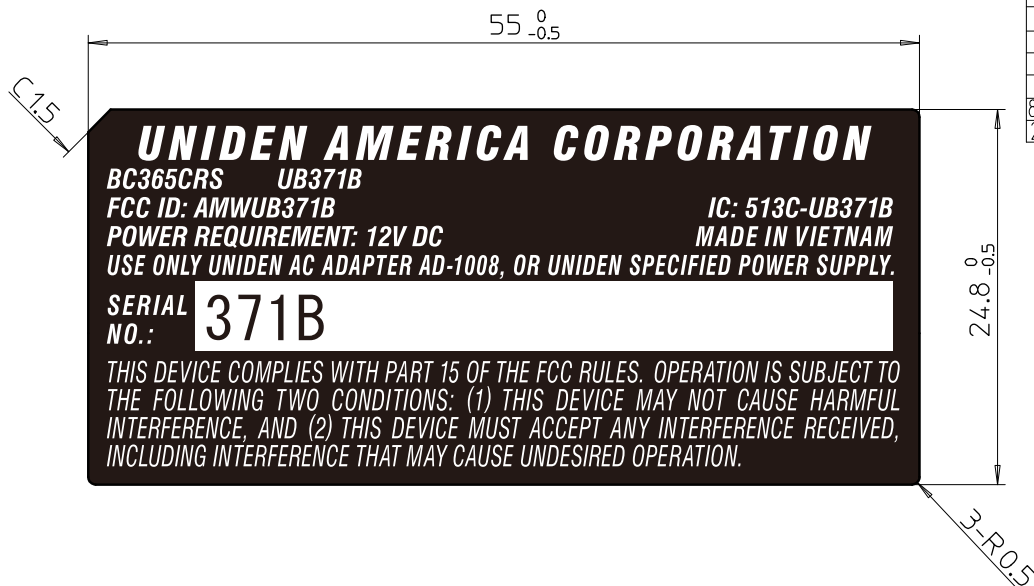 55 0 -0.5
C1.5
UNIDEN AMERICA CORPORATION
BC365CRS UB371B
FCC ID: AMWUB371B IC: 513C-UB371B
POWER REQUIREMENT: 12V DC MADE IN VIETNAM
USE ONLY UNIDEN AC ADAPTER AD-1008, OR UNIDEN SPECIFIED POWER SUPPLY.
SERIAL NO.: 371B
THIS DEVICE COMPLIES WITH PART 15 OF THE FCC RULES. OPERATION IS SUBJECT TO
THE FOLLOWING TWO CONDITIONS: (1) THIS DEVICE MAY NOT CAUSE HARMFUL
INTERFERENCE, AND (2) THIS DEVICE MUST ACCEPT ANY INTERFERENCE RECEIVED,
INCLUDING INTERFERENCE THAT MAY CAUSE UNDESIRED OPERATION.
24.8 0 -0.5
3-R0.5